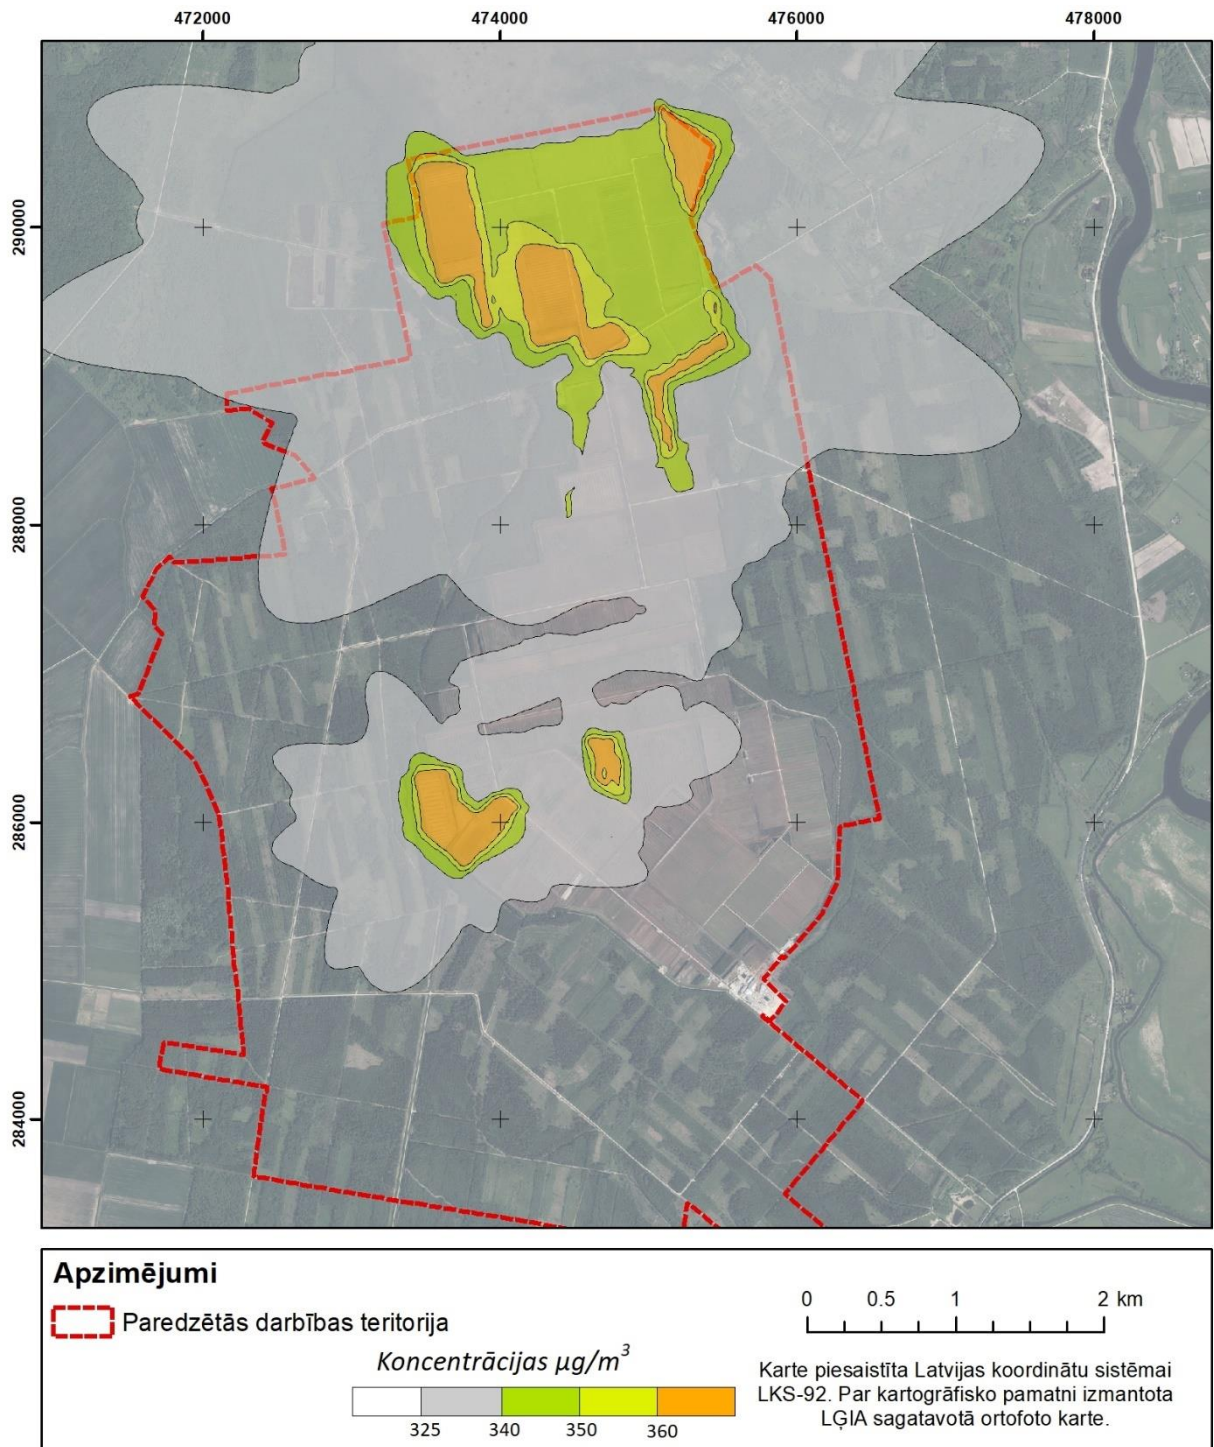 472000 474000 476000 478000
290000
288000
286000
284000
Apzīmējumi
Paredzētās darbības teritorija
0 0.5 1 2 km
Koncentrācijas µg/m³
325 340 350 360
Karte piesaistīta Latvijas koordinātu sistēmai
LKS-92. Par kartogrāfisko pamatni izmantota
LĢIA sagatavotā ortofoto karte.